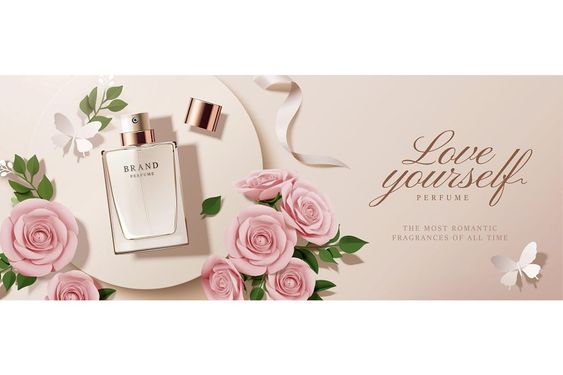 BRAND
PERFUME
Love
yourself
PERFUME
THE MOST ROMANTIC
FRAGRANCES OF ALL TIME